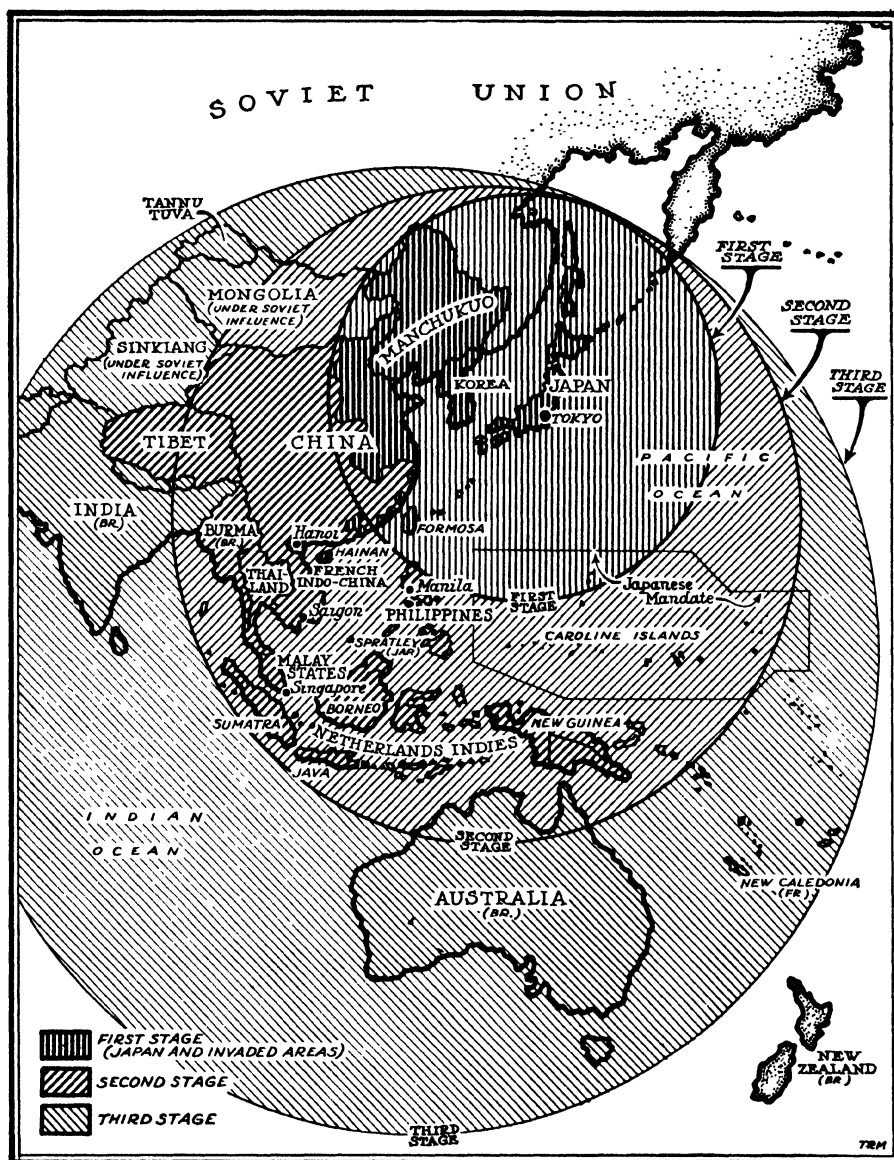 SOVIET UNION
TANNU
TUVA
MONGOLIA
(UNDER SOVIET
INFLUENCE)
SINKIANG
(UNDER SOVIET
INFLUENCE)
MANCHUKUO
KOREA
JAPAN
TOKYO
FIRST
STAGE
SECOND
STAGE
THIRD
STAGE
TIBET
CHINA
PACIFIC
OCEAN
INDIA
(BR.)
BURMA
(BR.)
Hanoi
HAINAN
FORMOSA
FRENCH
INDO-CHINA
THAI-
LAND
Manila
PHILIPPINES
FIRST
STAGE
Japanese
Mandate
Saigon
SPRATLEY
(JAP.)
CAROLINE ISLANDS
MALAY
STATES
Singapore
BORNEO
SUMATRA
NEW GUINEA
NETHERLANDS INDIES
JAVA
INDIAN
OCEAN
SECOND
STAGE
AUSTRALIA
(BR.)
NEW CALEDONIA
(FR.)
NEW
ZEALAND
(BR.)
FIRST STAGE
(JAPAN AND INVADED AREAS)
SECOND STAGE
THIRD STAGE
THIRD
STAGE
TRM